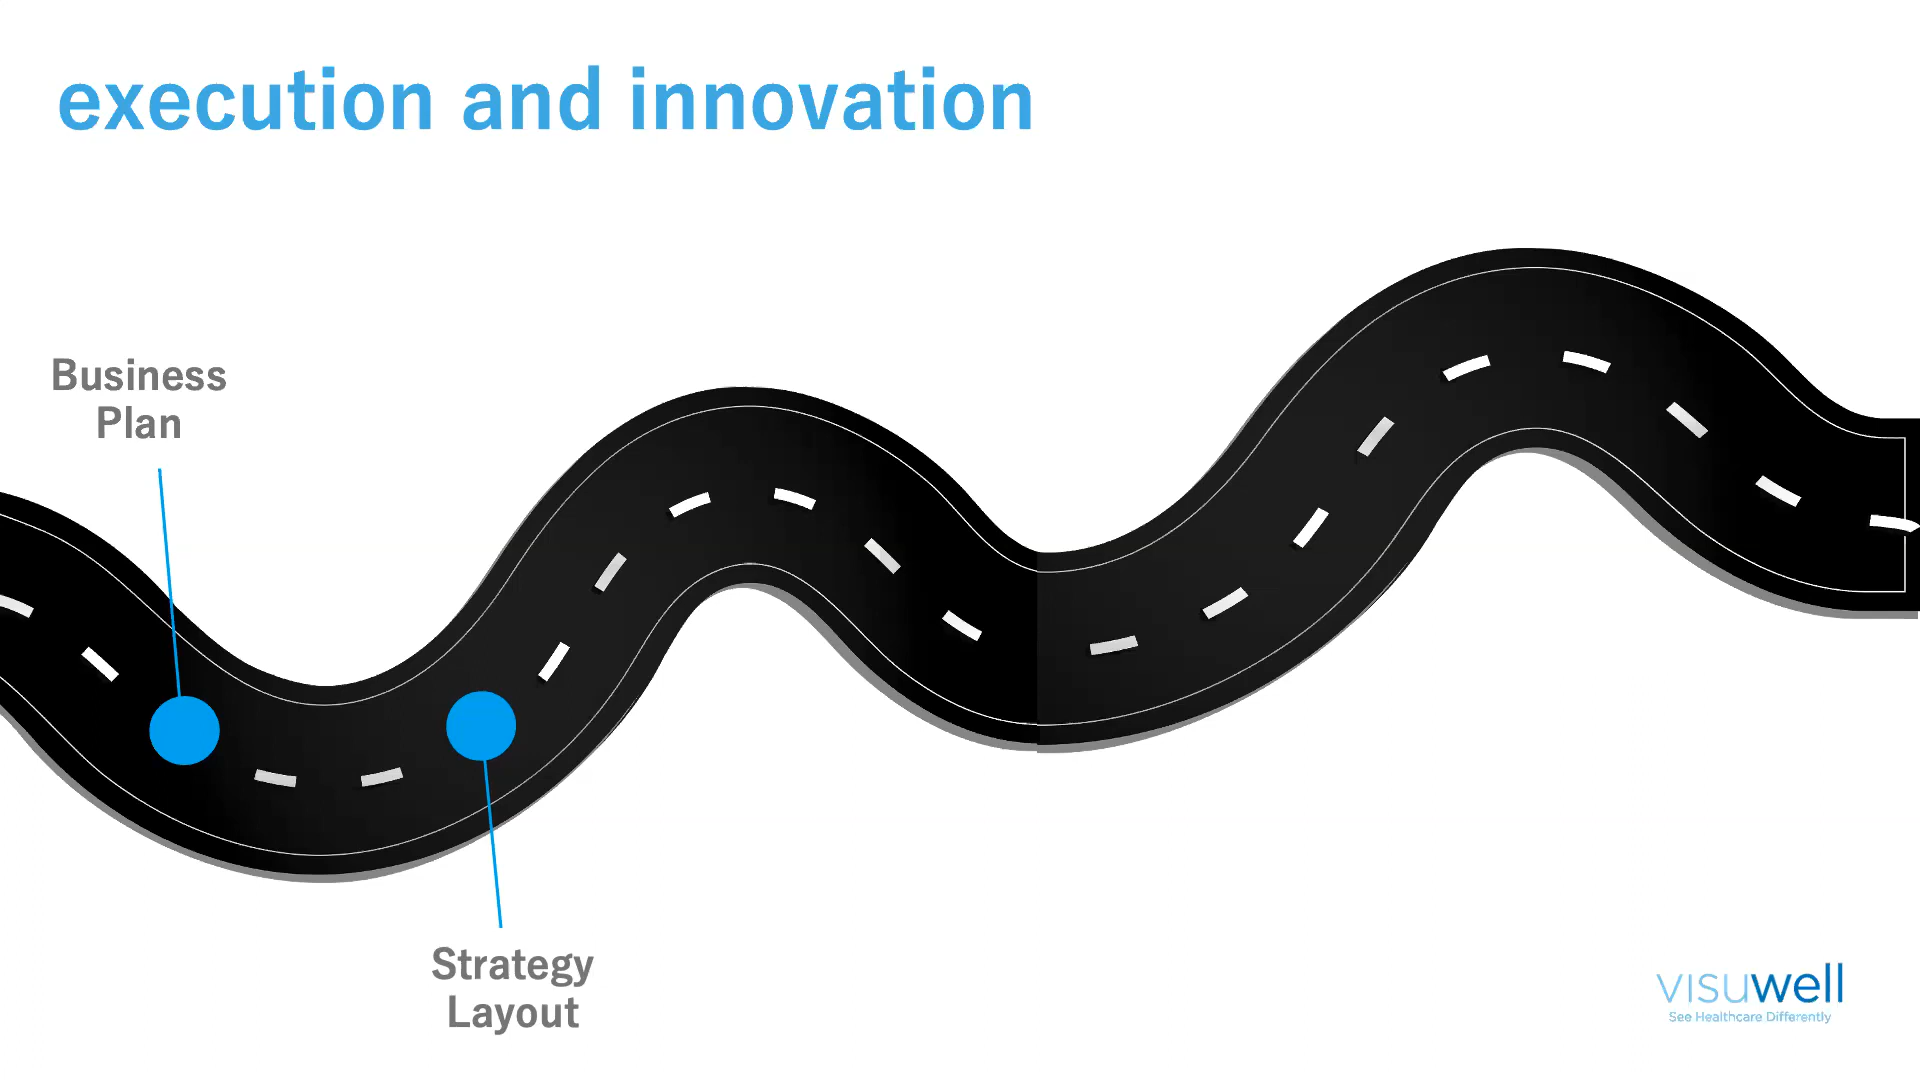 execution and innovation
Business
Plan
Strategy
Layout
visuwell
See Healthcare Differently